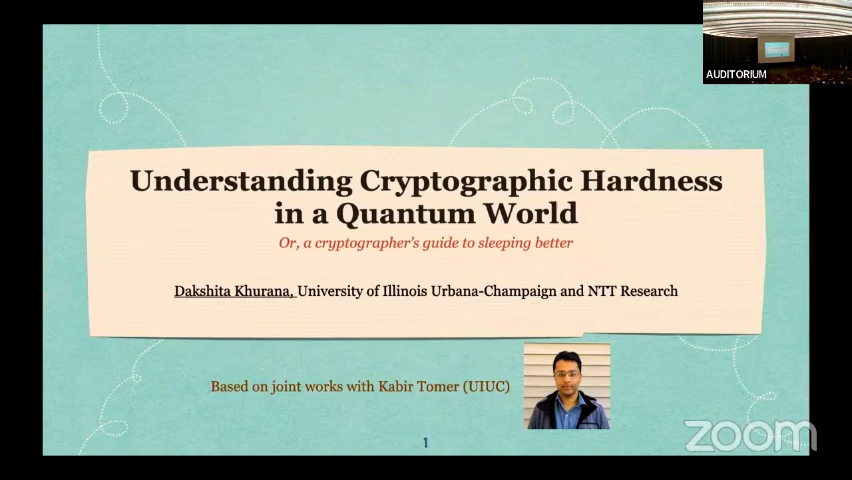 AUDITORIUM
Understanding Cryptographic Hardness
in a Quantum World
Or, a cryptographer's guide to sleeping better
Dakshita Khurana, University of Illinois Urbana-Champaign and NTT Research
Based on joint works with Kabir Tomer (UIUC)
1
zoom